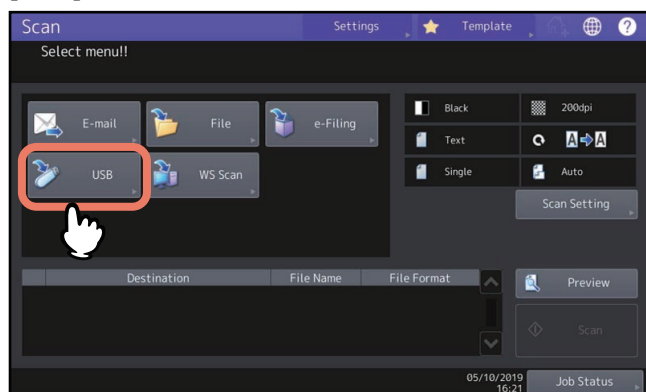 Scan
Settings
Template
?
Select menu!!
E-mail
File
e-Filing
USB
WS Scan
Black
200dpi
Text
A A
Single
Auto
Scan Setting
Destination
File Name
File Format
Preview
Scan
05/10/2019
16:21
Job Status